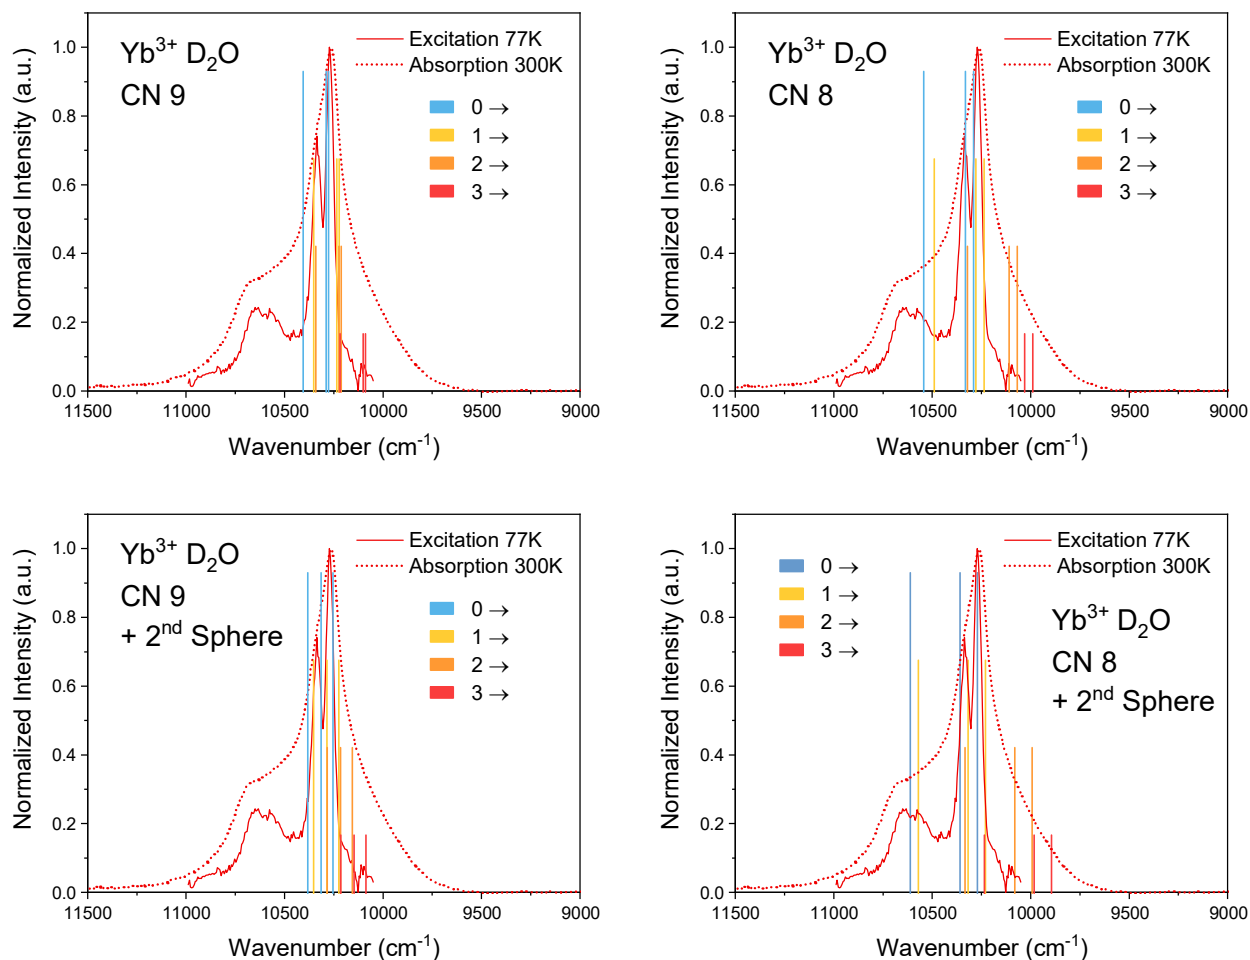 Yb³⁺ D₂O
CN 9
Excitation 77K
Absorption 300K
0 →
1 →
2 →
3 →
Normalized Intensity (a.u.)
1.0
0.8
0.6
0.4
0.2
0.0
11500 11000 10500 10000 9500 9000
Wavenumber (cm⁻¹)
Yb³⁺ D₂O
CN 8
Excitation 77K
Absorption 300K
0 →
1 →
2 →
3 →
Normalized Intensity (a.u.)
1.0
0.8
0.6
0.4
0.2
0.0
11500 11000 10500 10000 9500 9000
Wavenumber (cm⁻¹)
Yb³⁺ D₂O
CN 9
+ 2ⁿᵈ Sphere
Excitation 77K
Absorption 300K
0 →
1 →
2 →
3 →
Normalized Intensity (a.u.)
1.0
0.8
0.6
0.4
0.2
0.0
11500 11000 10500 10000 9500 9000
Wavenumber (cm⁻¹)
Excitation 77K
Absorption 300K
0 →
1 →
2 →
3 →
Yb³⁺ D₂O
CN 8
+ 2ⁿᵈ Sphere
Normalized Intensity (a.u.)
1.0
0.8
0.6
0.4
0.2
0.0
11500 11000 10500 10000 9500 9000
Wavenumber (cm⁻¹)